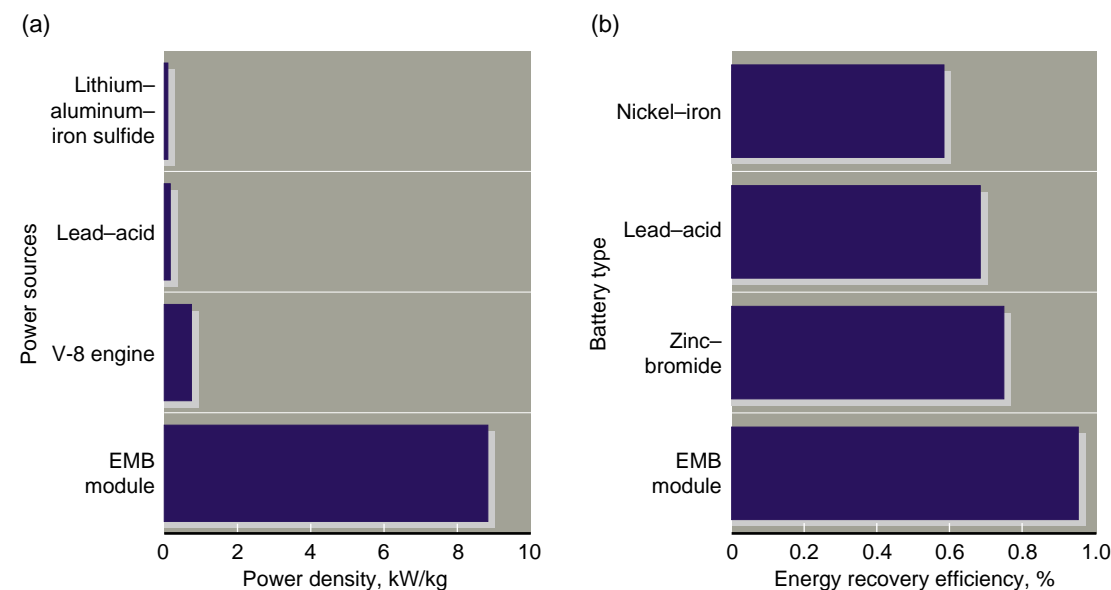 (a)
Power sources
Lithium–
aluminum–
iron sulfide
Lead–acid
V-8 engine
EMB
module
0 2 4 6 8 10
Power density, kW/kg
(b)
Battery type
Nickel–iron
Lead–acid
Zinc–
bromide
EMB
module
0 0.2 0.4 0.6 0.8 1.0
Energy recovery efficiency, %